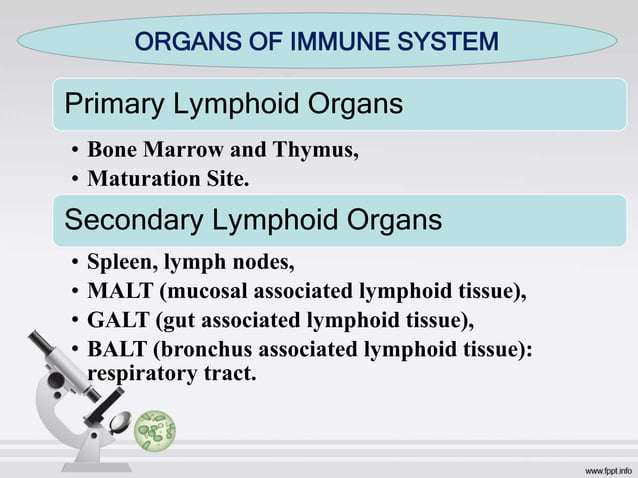 ORGANS OF IMMUNE SYSTEM
Primary Lymphoid Organs
• Bone Marrow and Thymus,
• Maturation Site.
Secondary Lymphoid Organs
• Spleen, lymph nodes,
• MALT (mucosal associated lymphoid tissue),
• GALT (gut associated lymphoid tissue),
• BALT (bronchus associated lymphoid tissue):
respiratory tract.
www.fppt.info